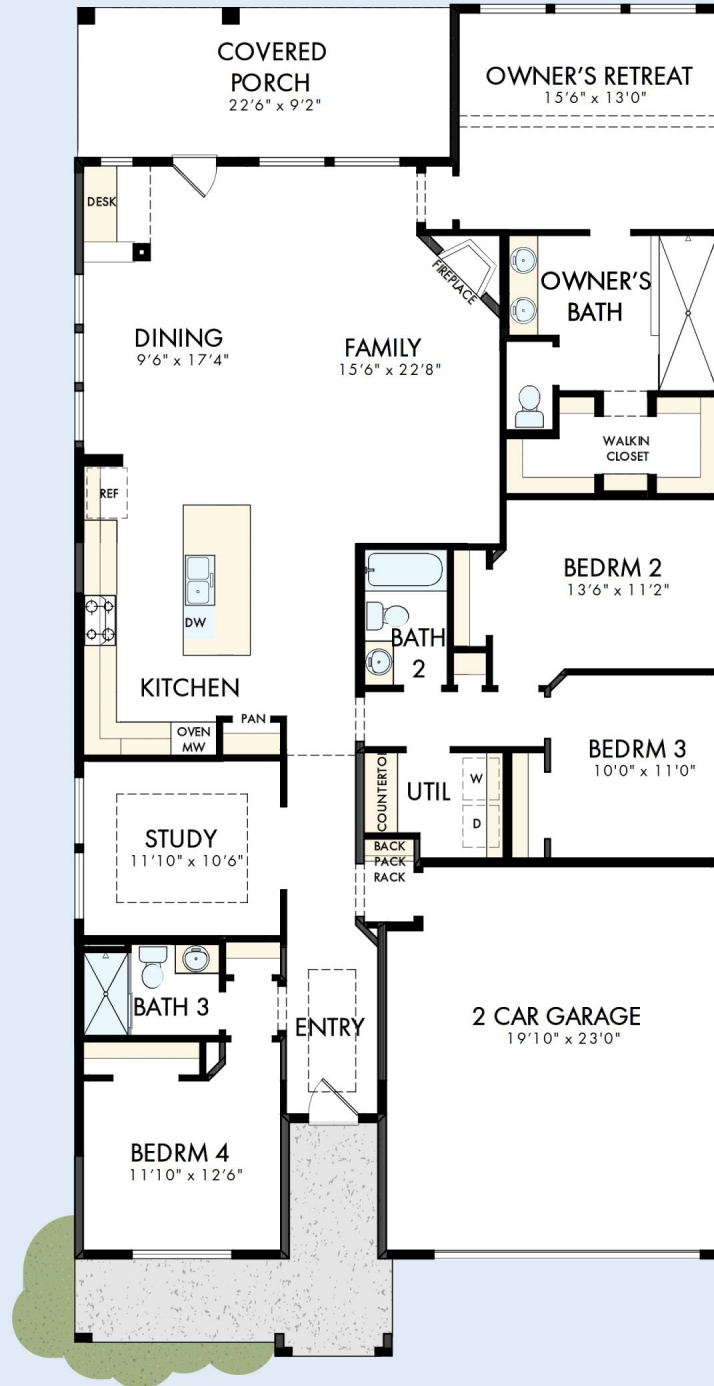 COVERED
PORCH
22'6" x 9'2"
OWNER'S RETREAT
15'6" x 13'0"
DESK
FIREPLACE
OWNER'S
BATH
DINING
9'6" x 17'4"
FAMILY
15'6" x 22'8"
WALKIN
CLOSET
REF
BEDRM 2
13'6" x 11'2"
DW
BATH
2
KITCHEN
PAN
OVEN
MW
BEDRM 3
10'0" x 11'0"
COUNTERTO
UTIL
W
D
STUDY
11'10" x 10'6"
BACK
PACK
RACK
BATH 3
ENTRY
2 CAR GARAGE
19'10" x 23'0"
BEDRM 4
11'10" x 12'6"